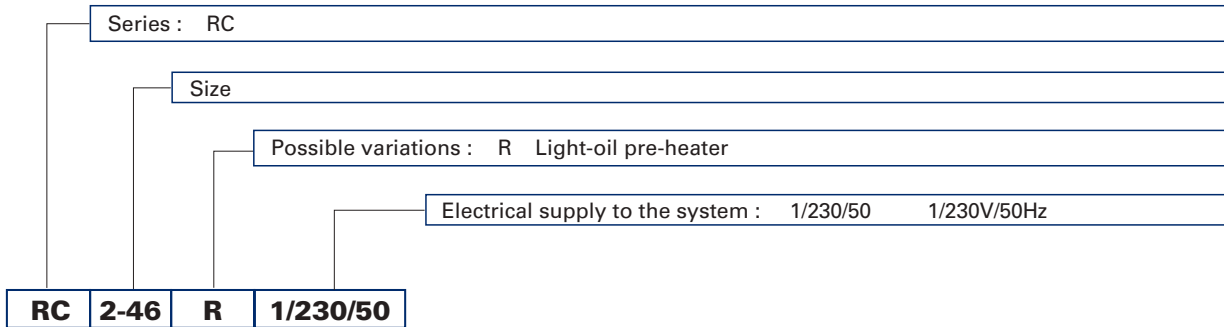 Series : RC
Size
Possible variations : R Light-oil pre-heater
Electrical supply to the system : 1/230/50 1/230V/50Hz
RC 2-46 R 1/230/50